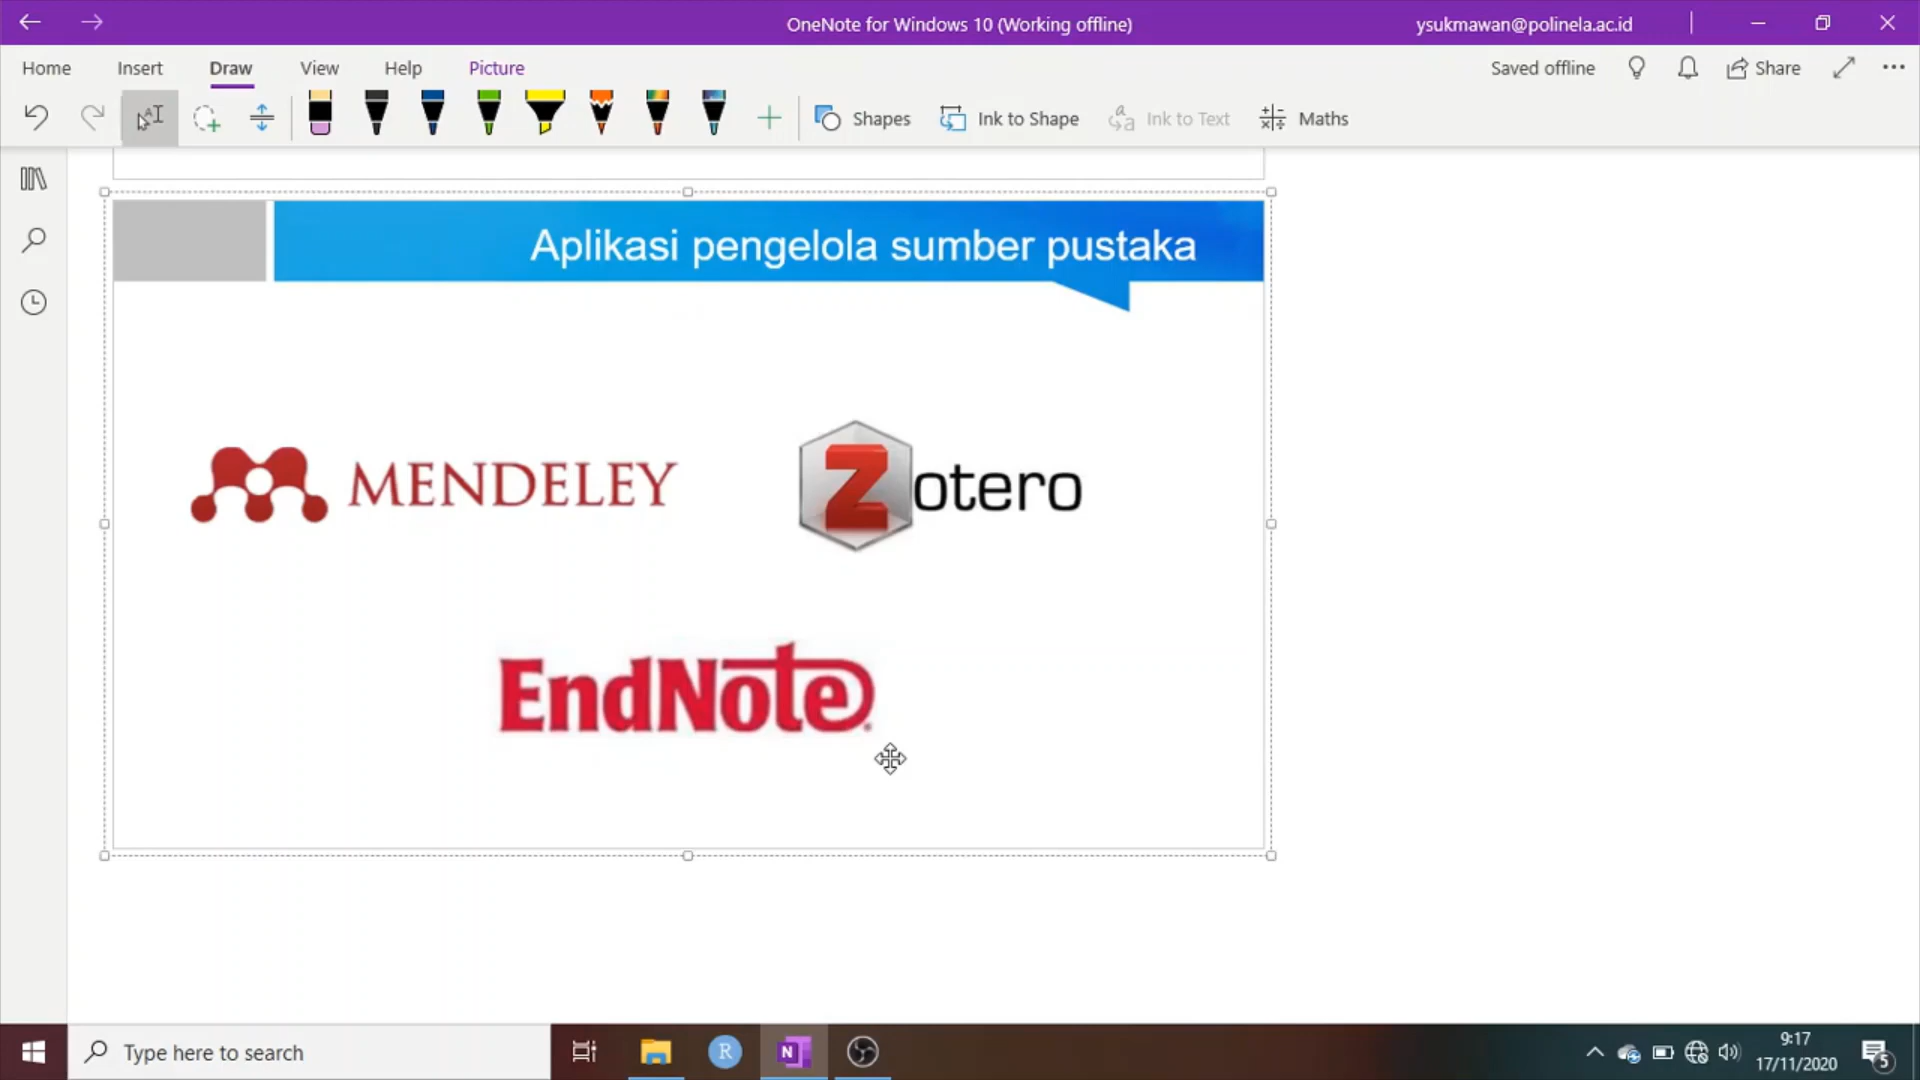 OneNote for Windows 10 (Working offline)
ysukmawan@polinela.ac.id
Home Insert Draw View Help Picture
Saved offline
Share
Shapes
Ink to Shape
Ink to Text
Maths
Aplikasi pengelola sumber pustaka
MENDELEY
Zotero
EndNote
Type here to search
R
N
9:17
17/11/2020
5